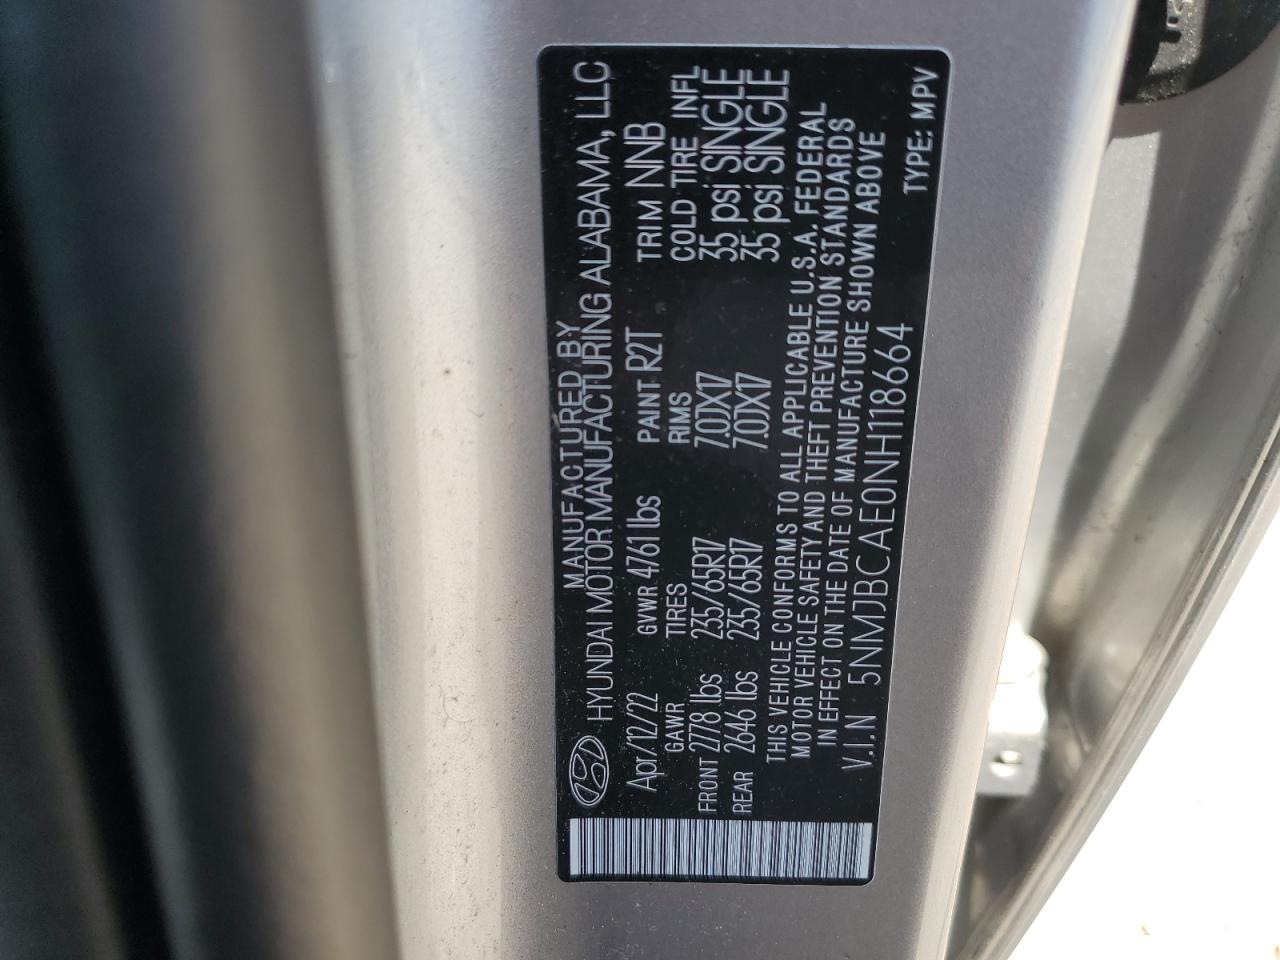 MANUFACTURED BY
HYUNDAI MOTOR MANUFACTURING ALABAMA, LLC
Apr/12/22 GVWR 4761 lbs PAINT R2T TRIM NNB
GAWR TIRES RIMS COLD TIRE INFL
FRONT 2778 lbs 235/65R17 7.0JX17 35 psi SINGLE
REAR 2646 lbs 235/65R17 7.0JX17 35 psi SINGLE
THIS VEHICLE CONFORMS TO ALL APPLICABLE U.S.A. FEDERAL
MOTOR VEHICLE SAFETY AND THEFT PREVENTION STANDARDS
IN EFFECT ON THE DATE OF MANUFACTURE SHOWN ABOVE
V.I.N 5NMJBCAE0NH118664 TYPE: MPV